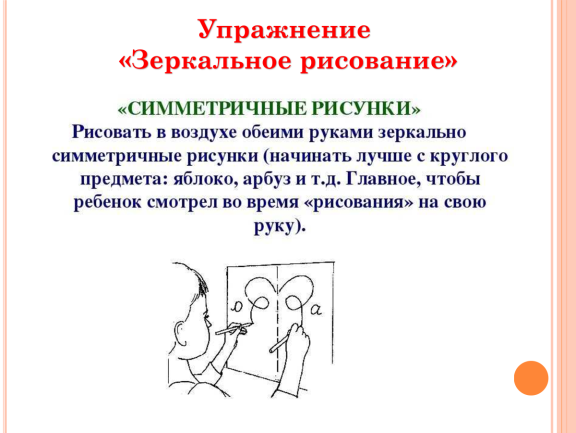 Упражнение
«Зеркальное рисование»
«СИММЕТРИЧНЫЕ РИСУНКИ»
Рисовать в воздухе обеими руками зеркально
симметричные рисунки (начинать лучше с круглого
предмета: яблоко, арбуз и т.д. Главное, чтобы
ребенок смотрел во время «рисования» на свою
руку).
а